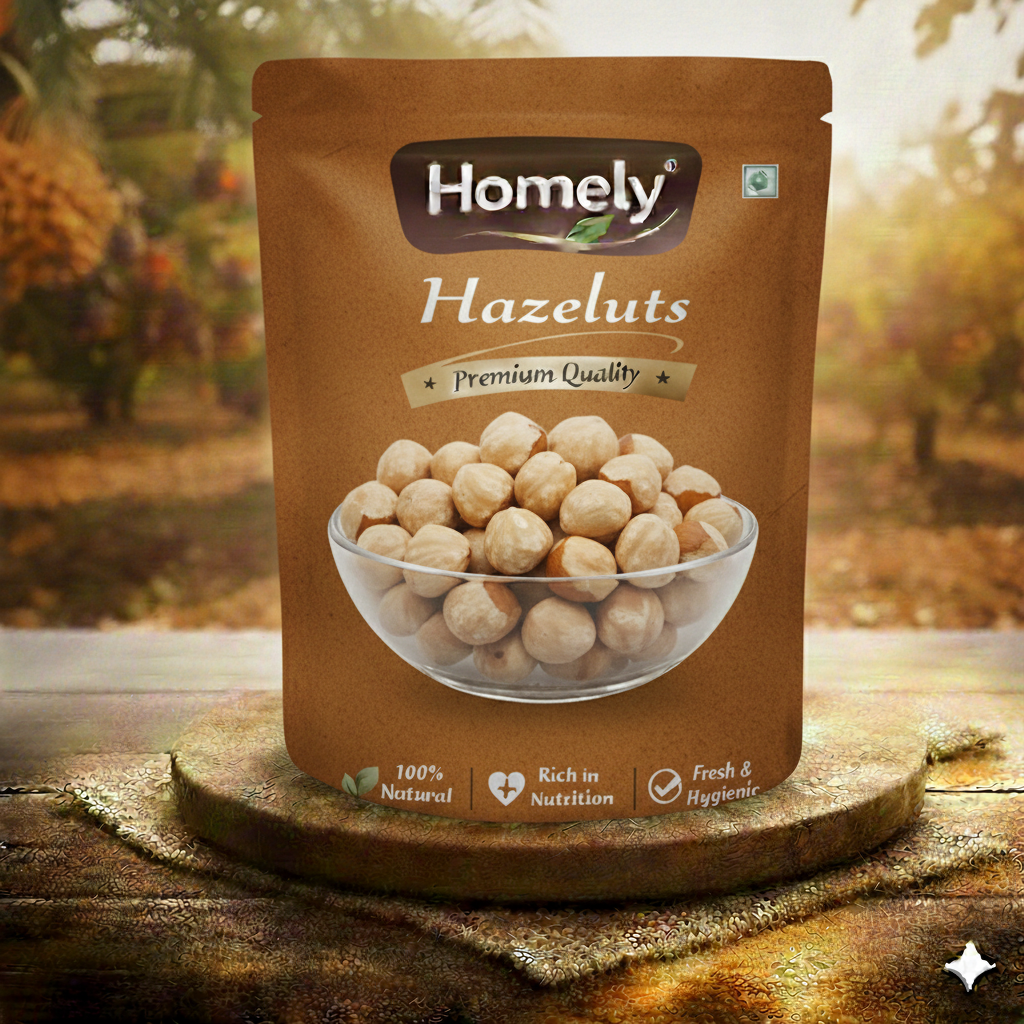 Homely
Hazeluts
★ Premium Quality ★
100%
Natural
Rich in
Nutrition
Fresh &
Hygienic